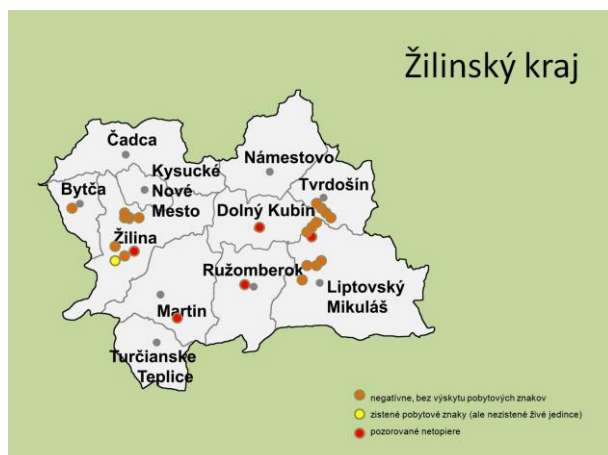 Žilinský kraj
Čadca
Námestovo
Kysucké
Nové
Mesto
Bytča
Tvrdošín
Dolný Kubín
Žilina
Ružomberok
Liptovský
Mikuláš
Martin
Turčianske
Teplice
negatívne, bez výskytu pobytových znakov
zistené pobytové znaky (ale nezistené živé jedince)
pozorované netopiere